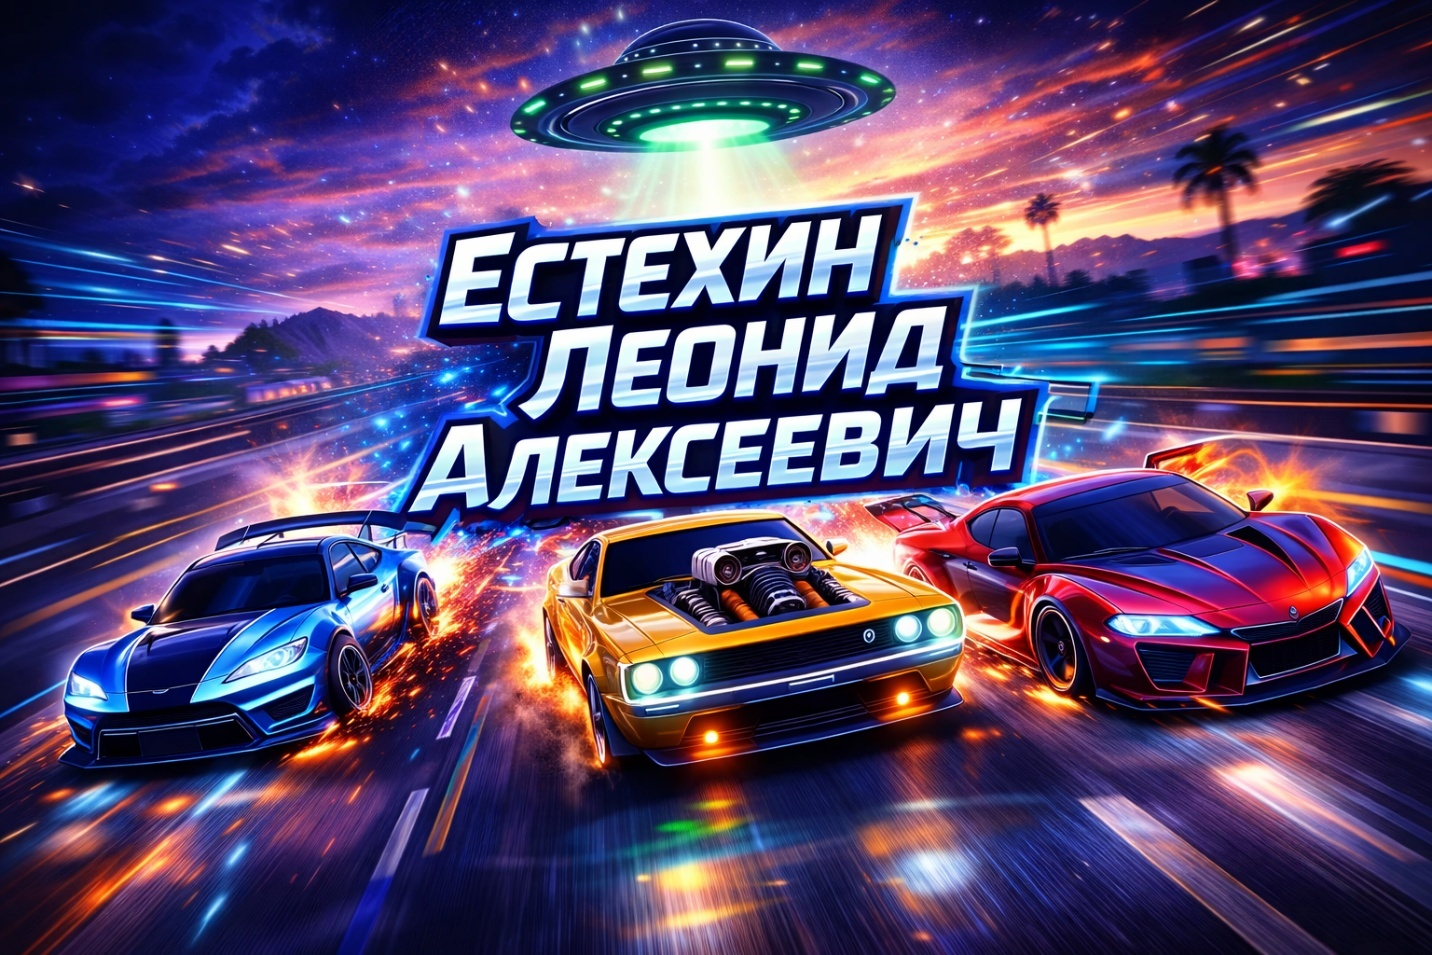 Естехин
Леонид
Алексеевич